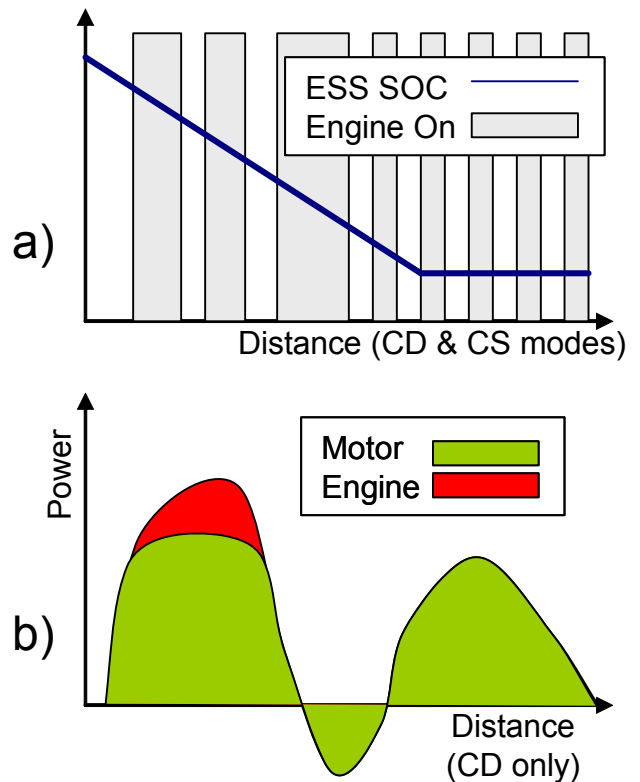 ESS SOC
Engine On
a)
Distance (CD & CS modes)
Power
Motor
Engine
b)
Distance
(CD only)